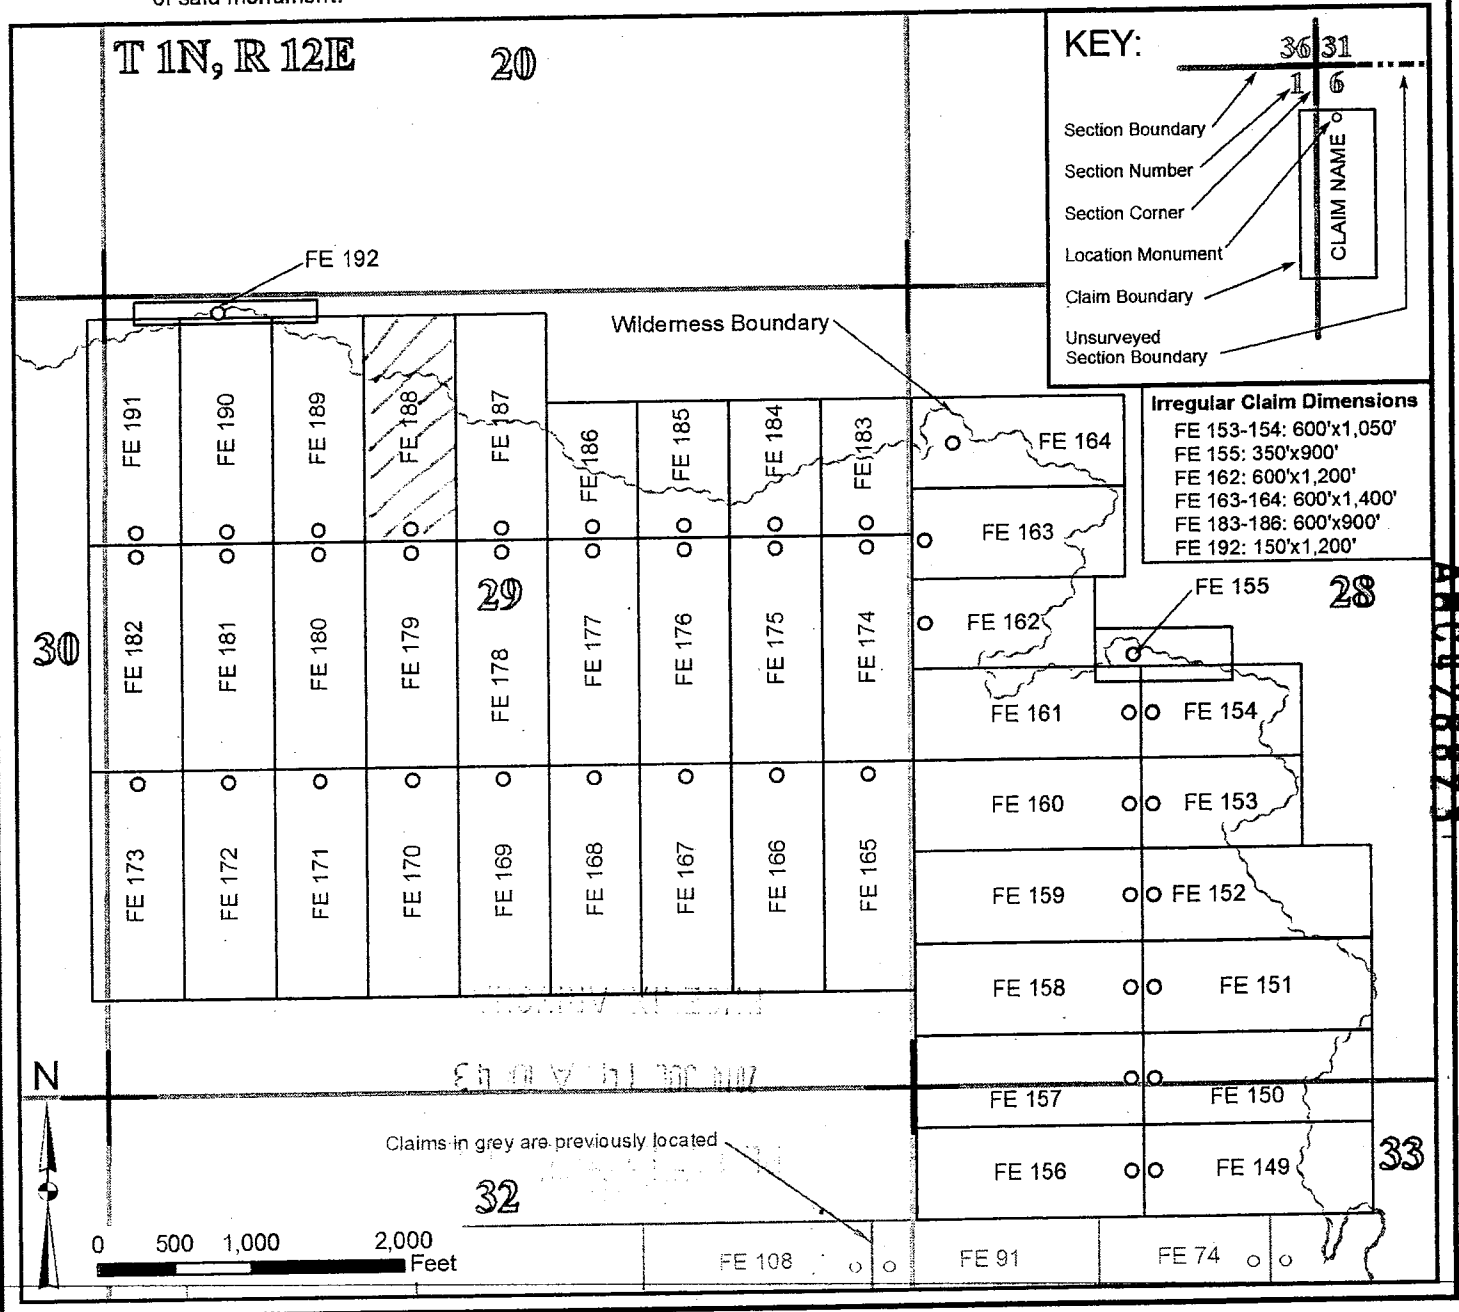 of said monument.
T 1N, R 12E
20
KEY:
36 31
1 6
Section Boundary
Section Number
Section Corner
Location Monument
Claim Boundary
Unsurveyed
Section Boundary
CLAIM NAME
FE 192
Wilderness Boundary
Irregular Claim Dimensions
FE 153-154: 600'x1,050'
FE 155: 350'x900'
FE 162: 600'x1,200'
FE 163-164: 600'x1,400'
FE 183-186: 600'x900'
FE 192: 150'x1,200'
FE 191
FE 190
FE 189
FE 188
FE 187
FE 186
FE 185
FE 184
FE 183
FE 164
FE 163
29
28
30
FE 155
FE 182
FE 181
FE 180
FE 179
FE 178
FE 177
FE 176
FE 175
FE 174
FE 162
FE 161
FE 154
FE 160
FE 153
FE 173
FE 172
FE 171
FE 170
FE 169
FE 168
FE 167
FE 166
FE 165
FE 159
FE 152
FE 158
FE 151
N
FE 157
FE 150
Claims in grey are previously located
32
FE 156
FE 149
33
0 500 1,000 2,000
Feet
FE 108
FE 91
FE 74